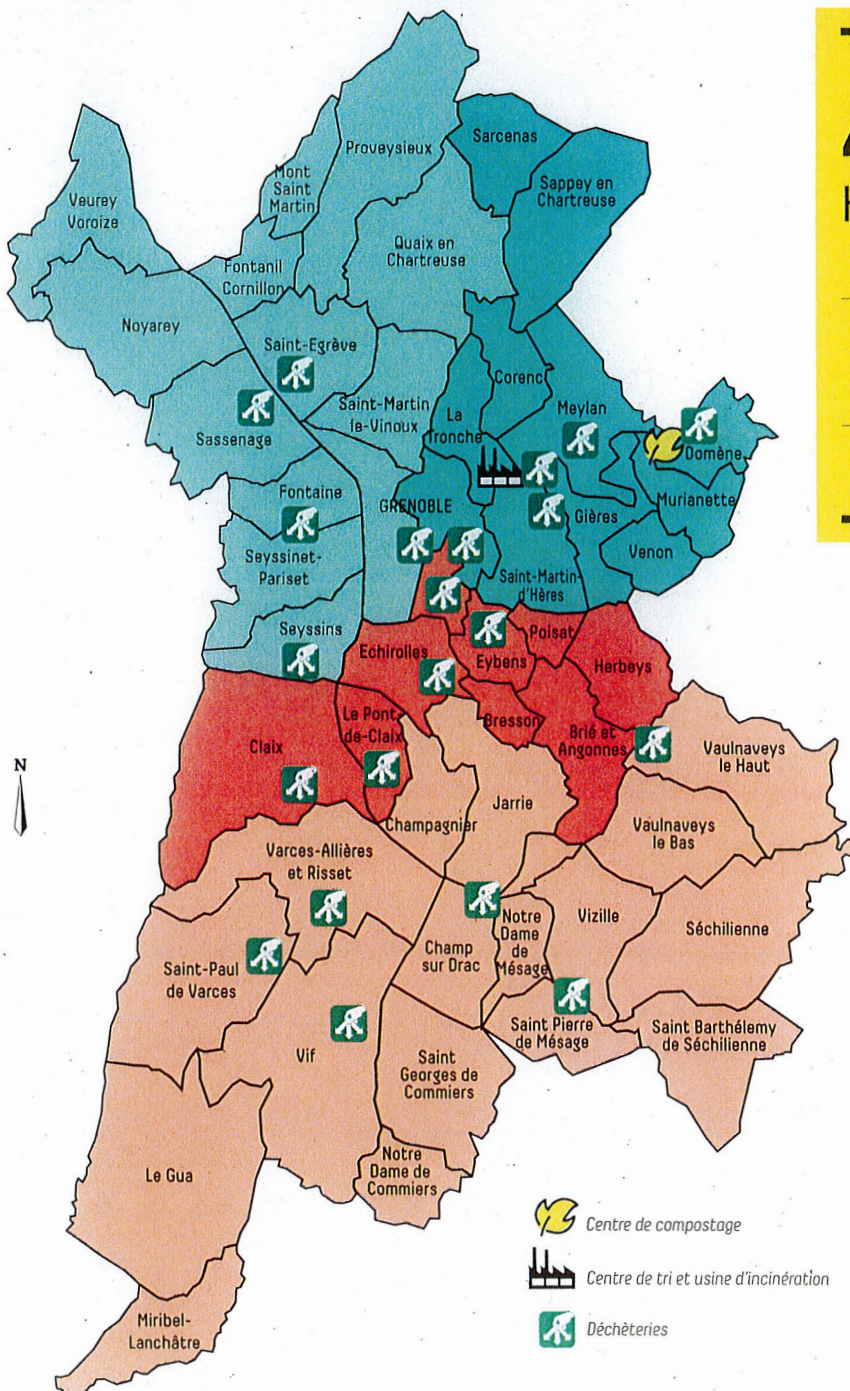 Proveysieux
Sarcenas
Mont
Saint
Martin
Sappey en
Chartreuse
Veurey
Voroize
Quaix en
Chartreuse
Fontanil
Cornillon
Noyarey
Saint-Egrève
Corenc
Saint-Martin
le-Vinoux
La
Tronche
Meylan
Sassenage
Domène
Fontaine
GRENOBLE
Murianette
Gières
Seyssinet-
Pariset
Venon
Saint-Martin-
d'Hères
Seyssins
Echirolles
Poisat
Eybens
Herbeys
Claix
Le Pont
de-Claix
Bresson
Brié et
Angonnes
Vaulnaveys
le Haut
N
Jarrie
Champagnier
Vaulnaveys
le Bas
Varces-Allières
et Risset
Notre
Dame
de
Mésage
Vizille
Séchilienne
Champ
sur Drac
Saint-Paul
de Varces
Saint Pierre
de Mésage
Saint Barthélemy
de Séchilienne
Vif
Saint
Georges de
Commiers
Le Gua
Notre
Dame de
Commiers
Miribel-
Lanchâtre
Centre de compostage
Centre de tri et usine d'incinération
Déchèteries